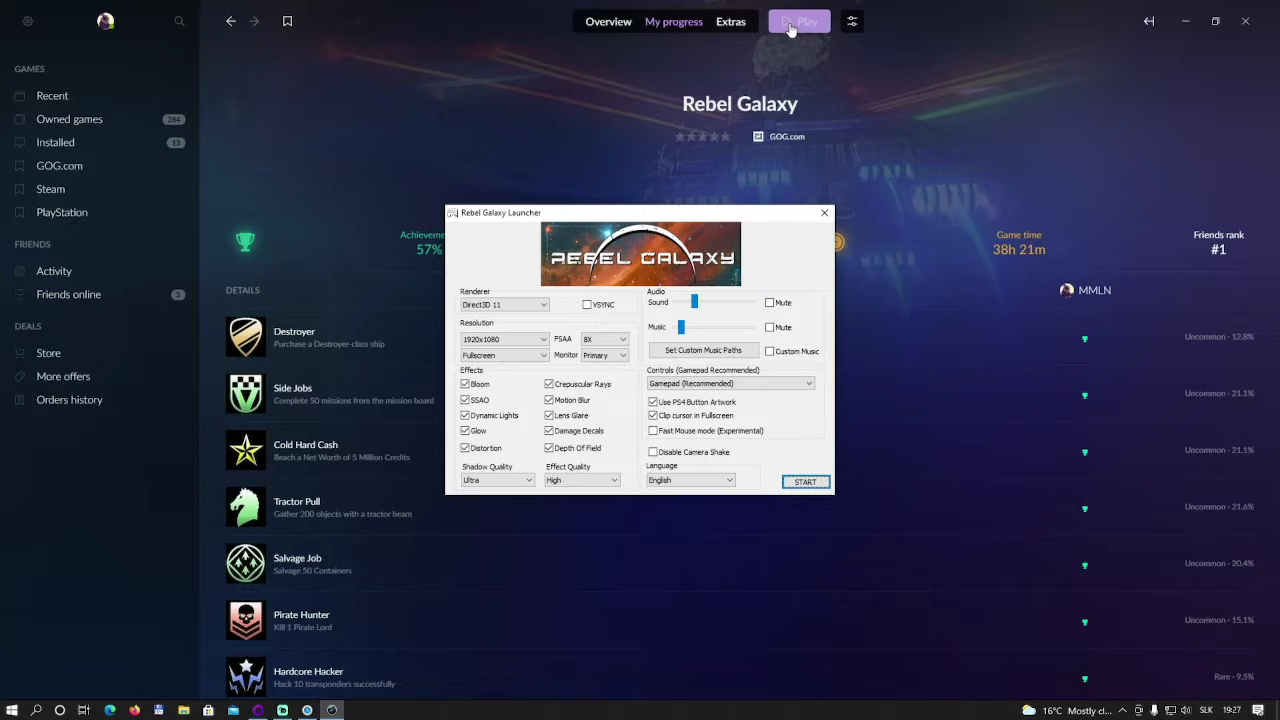 Overview My progress Extras Play
GAMES
Recent
Owned games 284
Installed 13
GOG.com
Steam
PlayStation
FRIENDS
Activity
Friends online 3
DEALS
Store
More offers
Orders history
Rebel Galaxy
GOG.com
Achieveme
57%
Game time
38h 21m
Friends rank
#1
DETAILS
MMLN
Destroyer
Purchase a Destroyer-class ship
Uncommon - 12.8%
Side Jobs
Complete 50 missions from the mission board
Uncommon - 21.1%
Cold Hard Cash
Reach a Net Worth of 5 Million Credits
Uncommon - 21.1%
Tractor Pull
Gather 200 objects with a tractor beam
Uncommon - 21.6%
Salvage Job
Salvage 50 Containers
Uncommon - 20.4%
Pirate Hunter
Kill 1 Pirate Lord
Uncommon - 15.1%
Hardcore Hacker
Hack 10 transponders successfully
Rare - 9.5%
Rebel Galaxy Launcher
REBEL GALAXY
Renderer
Direct3D 11 VSYNC
Resolution
1920x1080 FSAA 8X
Fullscreen Monitor Primary
Effects
Bloom Crepuscular Rays
SSAO Motion Blur
Dynamic Lights Lens Glare
Glow Damage Decals
Distortion Depth Of Field
Shadow Quality Effect Quality
Ultra High
Audio
Sound Mute
Music Mute
Set Custom Music Paths Custom Music
Controls (Gamepad Recommended)
Gamepad (Recommended)
Use PS4 Button Artwork
Clip cursor in Fullscreen
Fast Mouse mode (Experimental)
Disable Camera Shake
Language
English
START
16°C Mostly cl... SLK 19:27